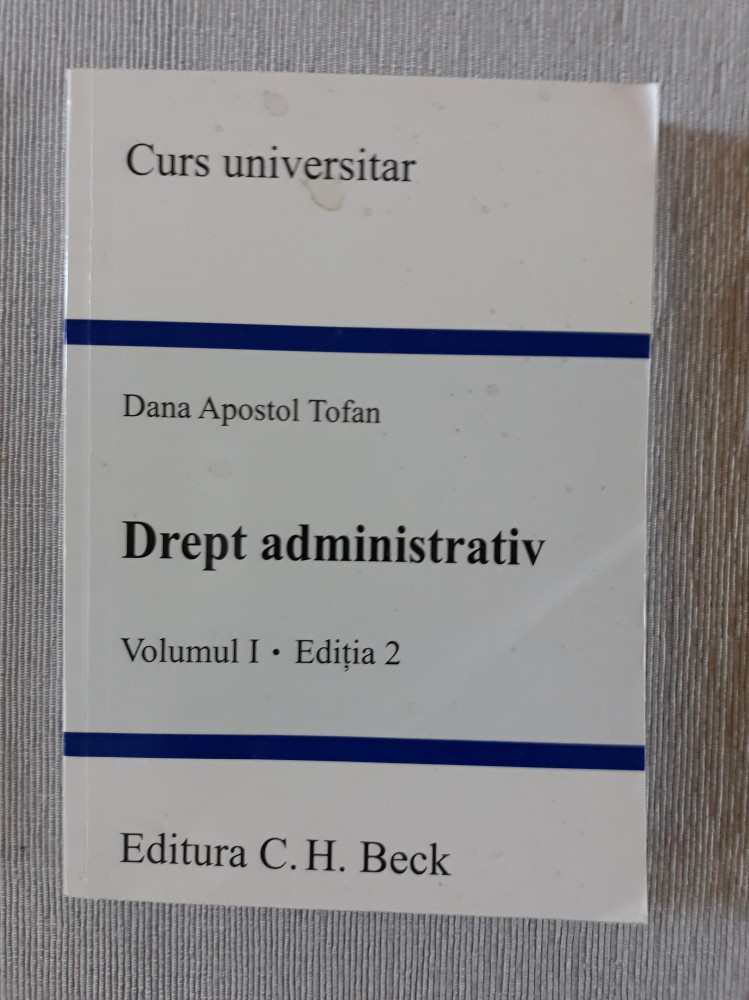 Curs universitar
Dana Apostol Tofan
Drept administrativ
Volumul I • Ediția 2
Editura C. H. Beck